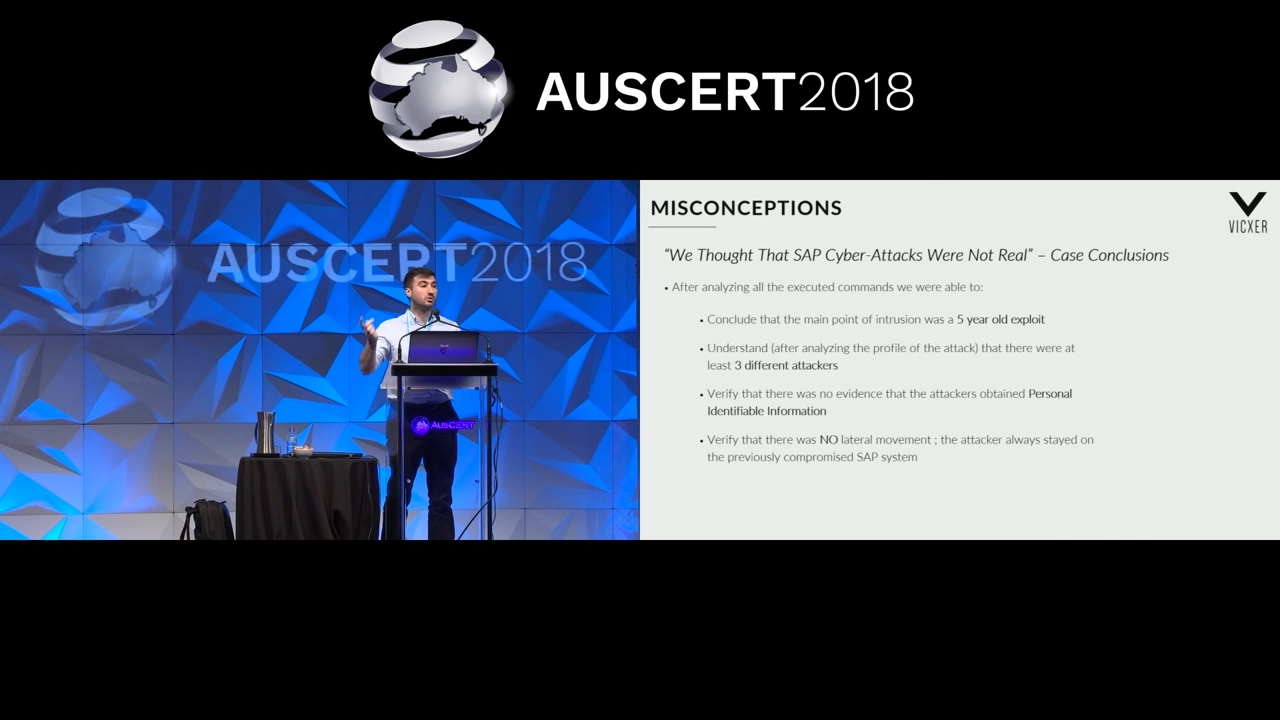 AUSCERT2018
AUSCERT2018
AUSCERT
MISCONCEPTIONS
VICXER
“We Thought That SAP Cyber-Attacks Were Not Real” – Case Conclusions
• After analyzing all the executed commands we were able to:
• Conclude that the main point of intrusion was a 5 year old exploit
• Understand (after analyzing the profile of the attack) that there were at
least 3 different attackers
• Verify that there was no evidence that the attackers obtained Personal
Identifiable Information
• Verify that there was NO lateral movement ; the attacker always stayed on
the previously compromised SAP system